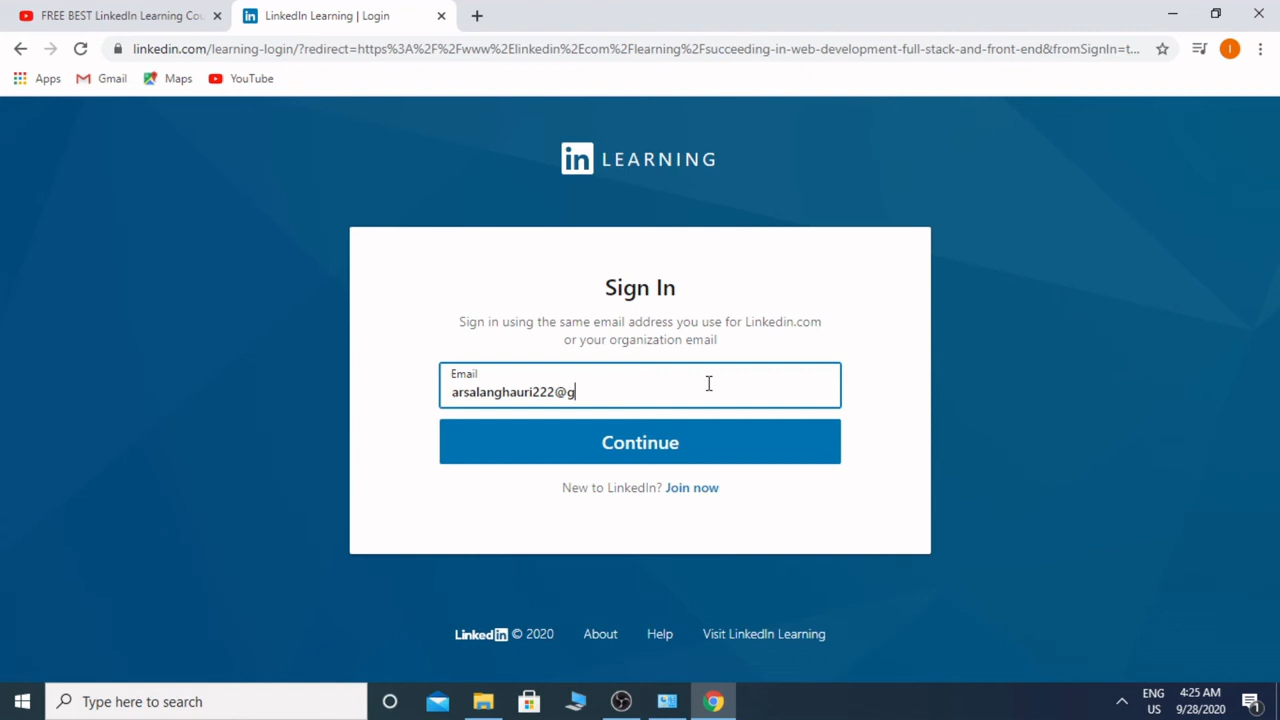 FREE BEST LinkedIn Learning Cou
LinkedIn Learning | Login
linkedin.com/learning-login/?redirect=https%3A%2F%2Fwww%2Elinkedin%2Ecom%2Flearning%2Fsucceeding-in-web-development-full-stack-and-front-end&fromSignIn=t...
I
Apps
Gmail
Maps
YouTube
in LEARNING
Sign In
Sign in using the same email address you use for Linkedin.com
or your organization email
Email
arsalanghauri222@g
Continue
New to LinkedIn? Join now
Linked in © 2020
About
Help
Visit LinkedIn Learning
Type here to search
ENG
US
4:25 AM
9/28/2020
1